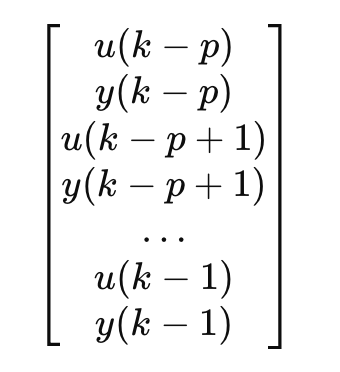 u(k − p)
y(k − p)
u(k − p + 1)
y(k − p + 1)
...
u(k − 1)
y(k − 1)